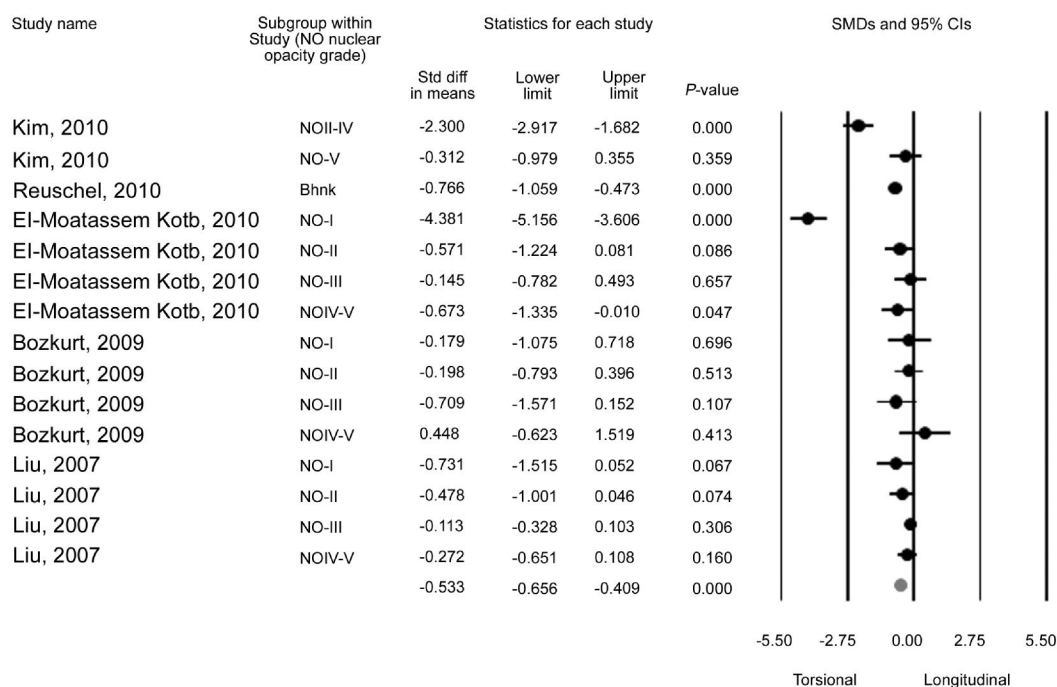 Study name Subgroup within Study (NO nuclear opacity grade) Statistics for each study SMDs and 95% CIs
Std diff in means Lower limit Upper limit P-value
Kim, 2010 NOII-IV -2.300 -2.917 -1.682 0.000
Kim, 2010 NO-V -0.312 -0.979 0.355 0.359
Reuschel, 2010 Bhnk -0.766 -1.059 -0.473 0.000
EI-Moatassem Kotb, 2010 NO-I -4.381 -5.156 -3.606 0.000
EI-Moatassem Kotb, 2010 NO-II -0.571 -1.224 0.081 0.086
EI-Moatassem Kotb, 2010 NO-III -0.145 -0.782 0.493 0.657
EI-Moatassem Kotb, 2010 NOIV-V -0.673 -1.335 -0.010 0.047
Bozkurt, 2009 NO-I -0.179 -1.075 0.718 0.696
Bozkurt, 2009 NO-II -0.198 -0.793 0.396 0.513
Bozkurt, 2009 NO-III -0.709 -1.571 0.152 0.107
Bozkurt, 2009 NOIV-V 0.448 -0.623 1.519 0.413
Liu, 2007 NO-I -0.731 -1.515 0.052 0.067
Liu, 2007 NO-II -0.478 -1.001 0.046 0.074
Liu, 2007 NO-III -0.113 -0.328 0.103 0.306
Liu, 2007 NOIV-V -0.272 -0.651 0.108 0.160
-0.533 -0.656 -0.409 0.000
-5.50 -2.75 0.00 2.75 5.50
Torsional Longitudinal